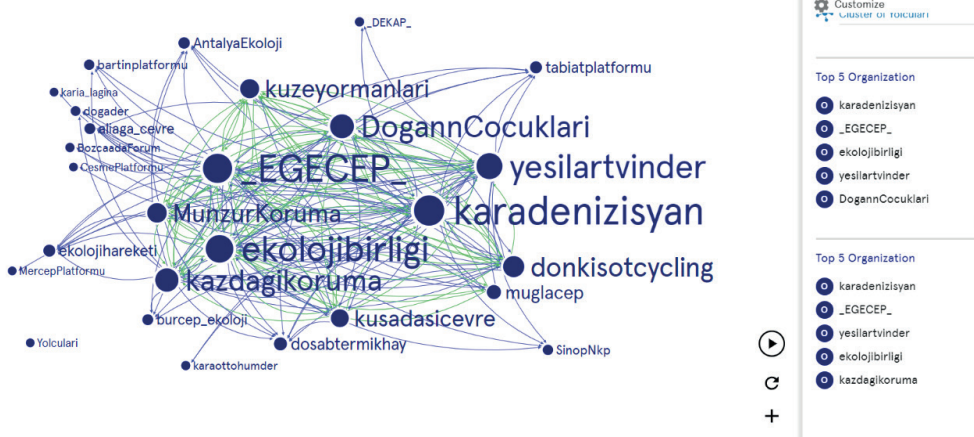 _DEKAP_
AntalyaEkoloji
bartinplatformu
tabiatplatformu
karia_lagina
kuzeyormanlari
dogader
aliaga_cevre
DogannCocuklari
BozcaadaForum
CesmePlatformu
_EGECEP_
yesilartvinder
MunzurKoruma
karadenizisyan
ekolojihareketi
ekolojibirligi
MercepPlatformu
kazdagikoruma
donkisotcycling
muglacep
burcep_ekoloji
kusadasicevre
Yolculari
dosabtermikhay
SinopNkp
karaottohumder
Customize
Cluster of Yolculari
Top 5 Organization
O karadenizisyan
O _EGECEP_
O ekolojibirligi
O yesilartvinder
O DogannCocuklari
Top 5 Organization
O karadenizisyan
O _EGECEP_
O yesilartvinder
O ekolojibirligi
O kazdagikoruma